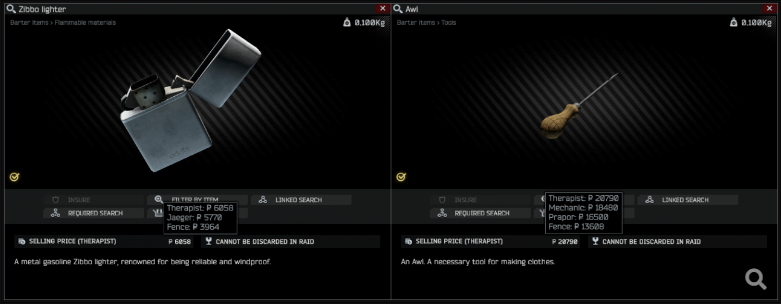 Zibbo lighter
Barter items > Flammable materials
0.100Kg
INSURE
FILTER BY ITEM
LINKED SEARCH
REQUIRED SEARCH
Therapist: ₽ 6058
Jaeger: ₽ 5770
Fence: ₽ 3964
SELLING PRICE (THERAPIST)
₽ 6058
CANNOT BE DISCARDED IN RAID
A metal gasoline Zibbo lighter, renowned for being reliable and windproof.
Awl
Barter items > Tools
0.100Kg
INSURE
LINKED SEARCH
REQUIRED SEARCH
Therapist: ₽ 20790
Mechanic: ₽ 18480
Prapor: ₽ 16500
Fence: ₽ 13608
SELLING PRICE (THERAPIST)
₽ 20790
CANNOT BE DISCARDED IN RAID
An Awl. A necessary tool for making clothes.